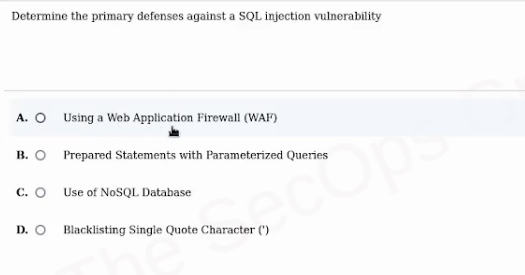 Determine the primary defenses against a SQL injection vulnerability
A. Using a Web Application Firewall (WAF)
B. Prepared Statements with Parameterized Queries
C. Use of NoSQL Database
D. Blacklisting Single Quote Character (')
The SecOps